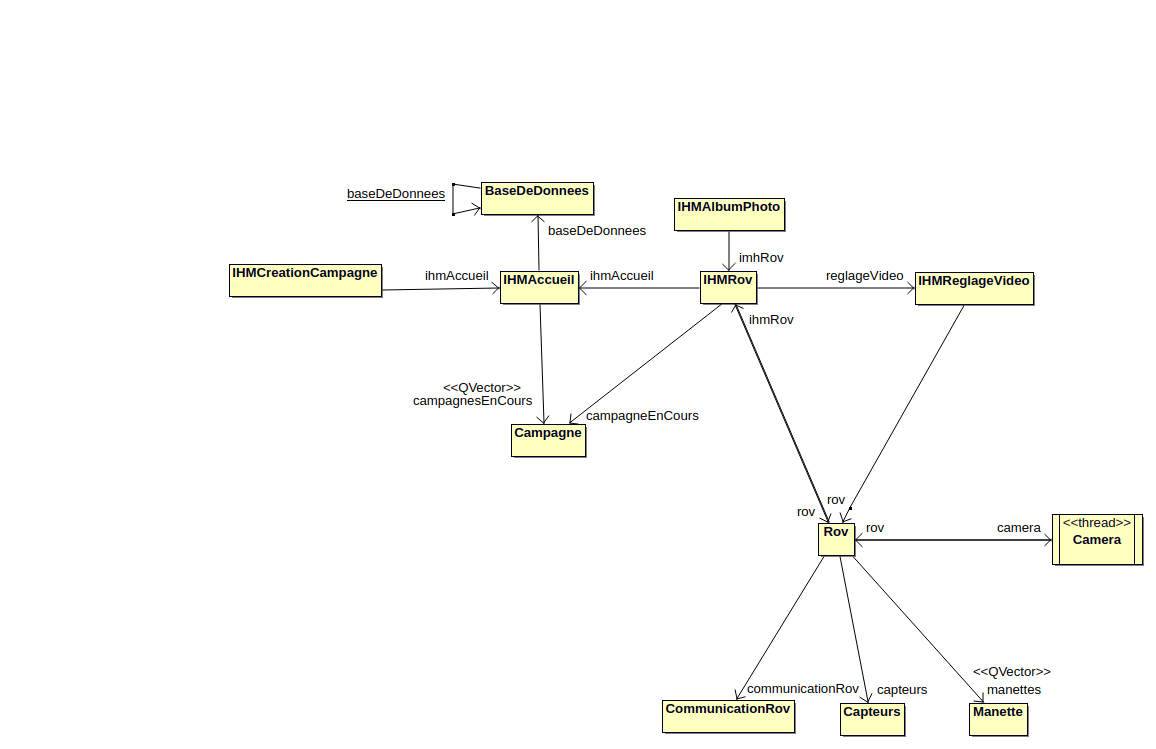 baseDeDonnees
BaseDeDonnees
IHMAlbumPhoto
baseDeDonnees
imhRov
IHMCreationCampagne
ihmAccueil
IHMAccueil
ihmAccueil
IHMRov
reglageVideo
IHMReglageVideo
ihmRov
<<QVector>>
campagnesEnCours
campagneEnCours
Campagne
rov
rov
Rov
rov
camera
<<thread>>
Camera
<<QVector>>
communicationRov
capteurs
manettes
CommunicationRov
Capteurs
Manette